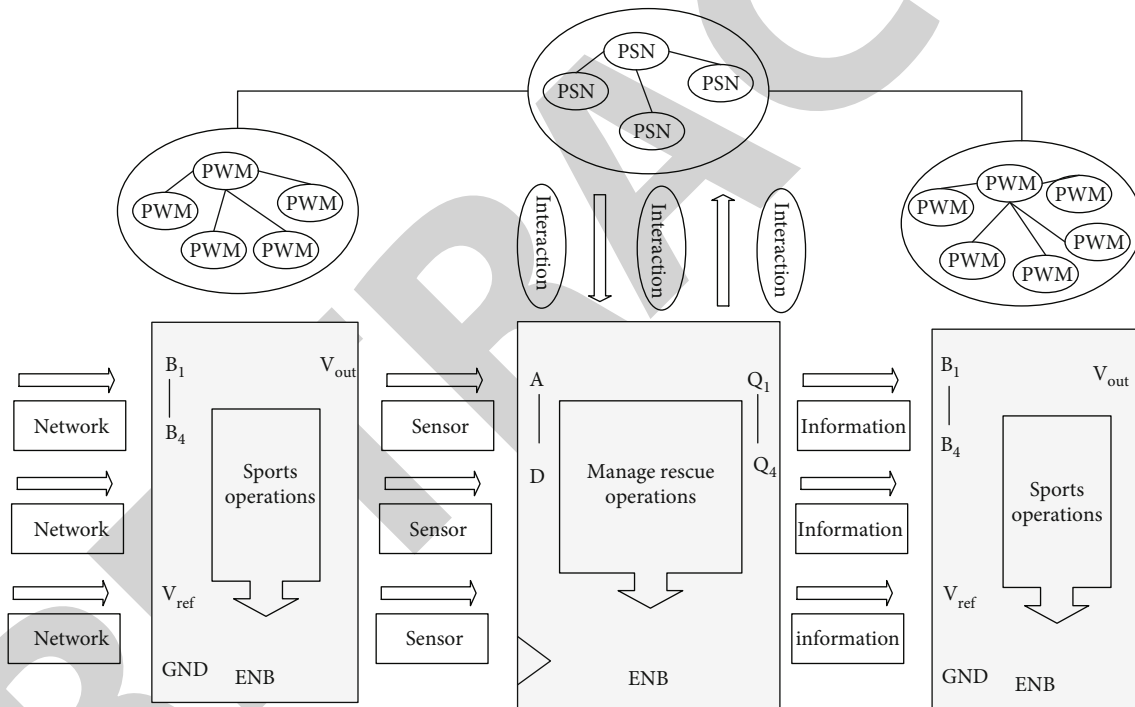 PSN
PSN
PSN
PSN
PWM
PWM
PWM
PWM
PWM
PWM
PWM
PWM
PWM
PWM
PWM
Interaction
Interaction
Interaction
B1
Vout
A
Q1
B1
Vout
Network
Sensor
Information
B4
D
Q4
B4
Sports
operations
Manage rescue
operations
Sports
operations
Network
Sensor
Information
Vref
Vref
Network
Sensor
information
GND
ENB
ENB
GND
ENB
RETRAC